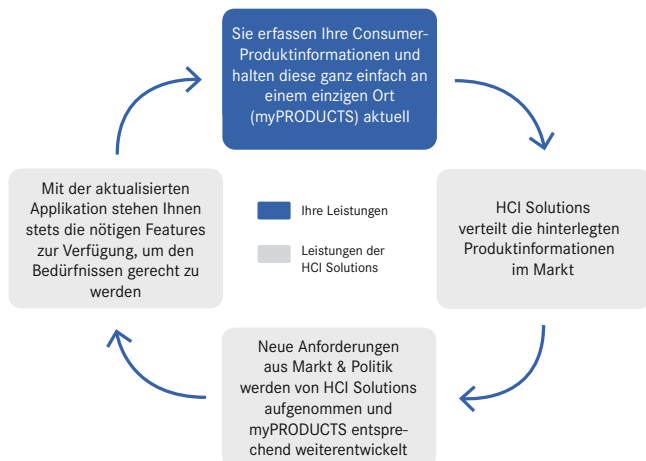 Sie erfassen Ihre Consumer-
Produktinformationen und
halten diese ganz einfach an
einem einzigen Ort
(myPRODUCTS) aktuell
HCI Solutions
verteilt die hinterlegten
Produktinformationen
im Markt
Neue Anforderungen
aus Markt & Politik
werden von HCI Solutions
aufgenommen und
myPRODUCTS entspre-
chend weiterentwickelt
Mit der aktualisierten
Applikation stehen Ihnen
stets die nötigen Features
zur Verfügung, um den
Bedürfnissen gerecht zu
werden
Ihre Leistungen
Leistungen der
HCI Solutions